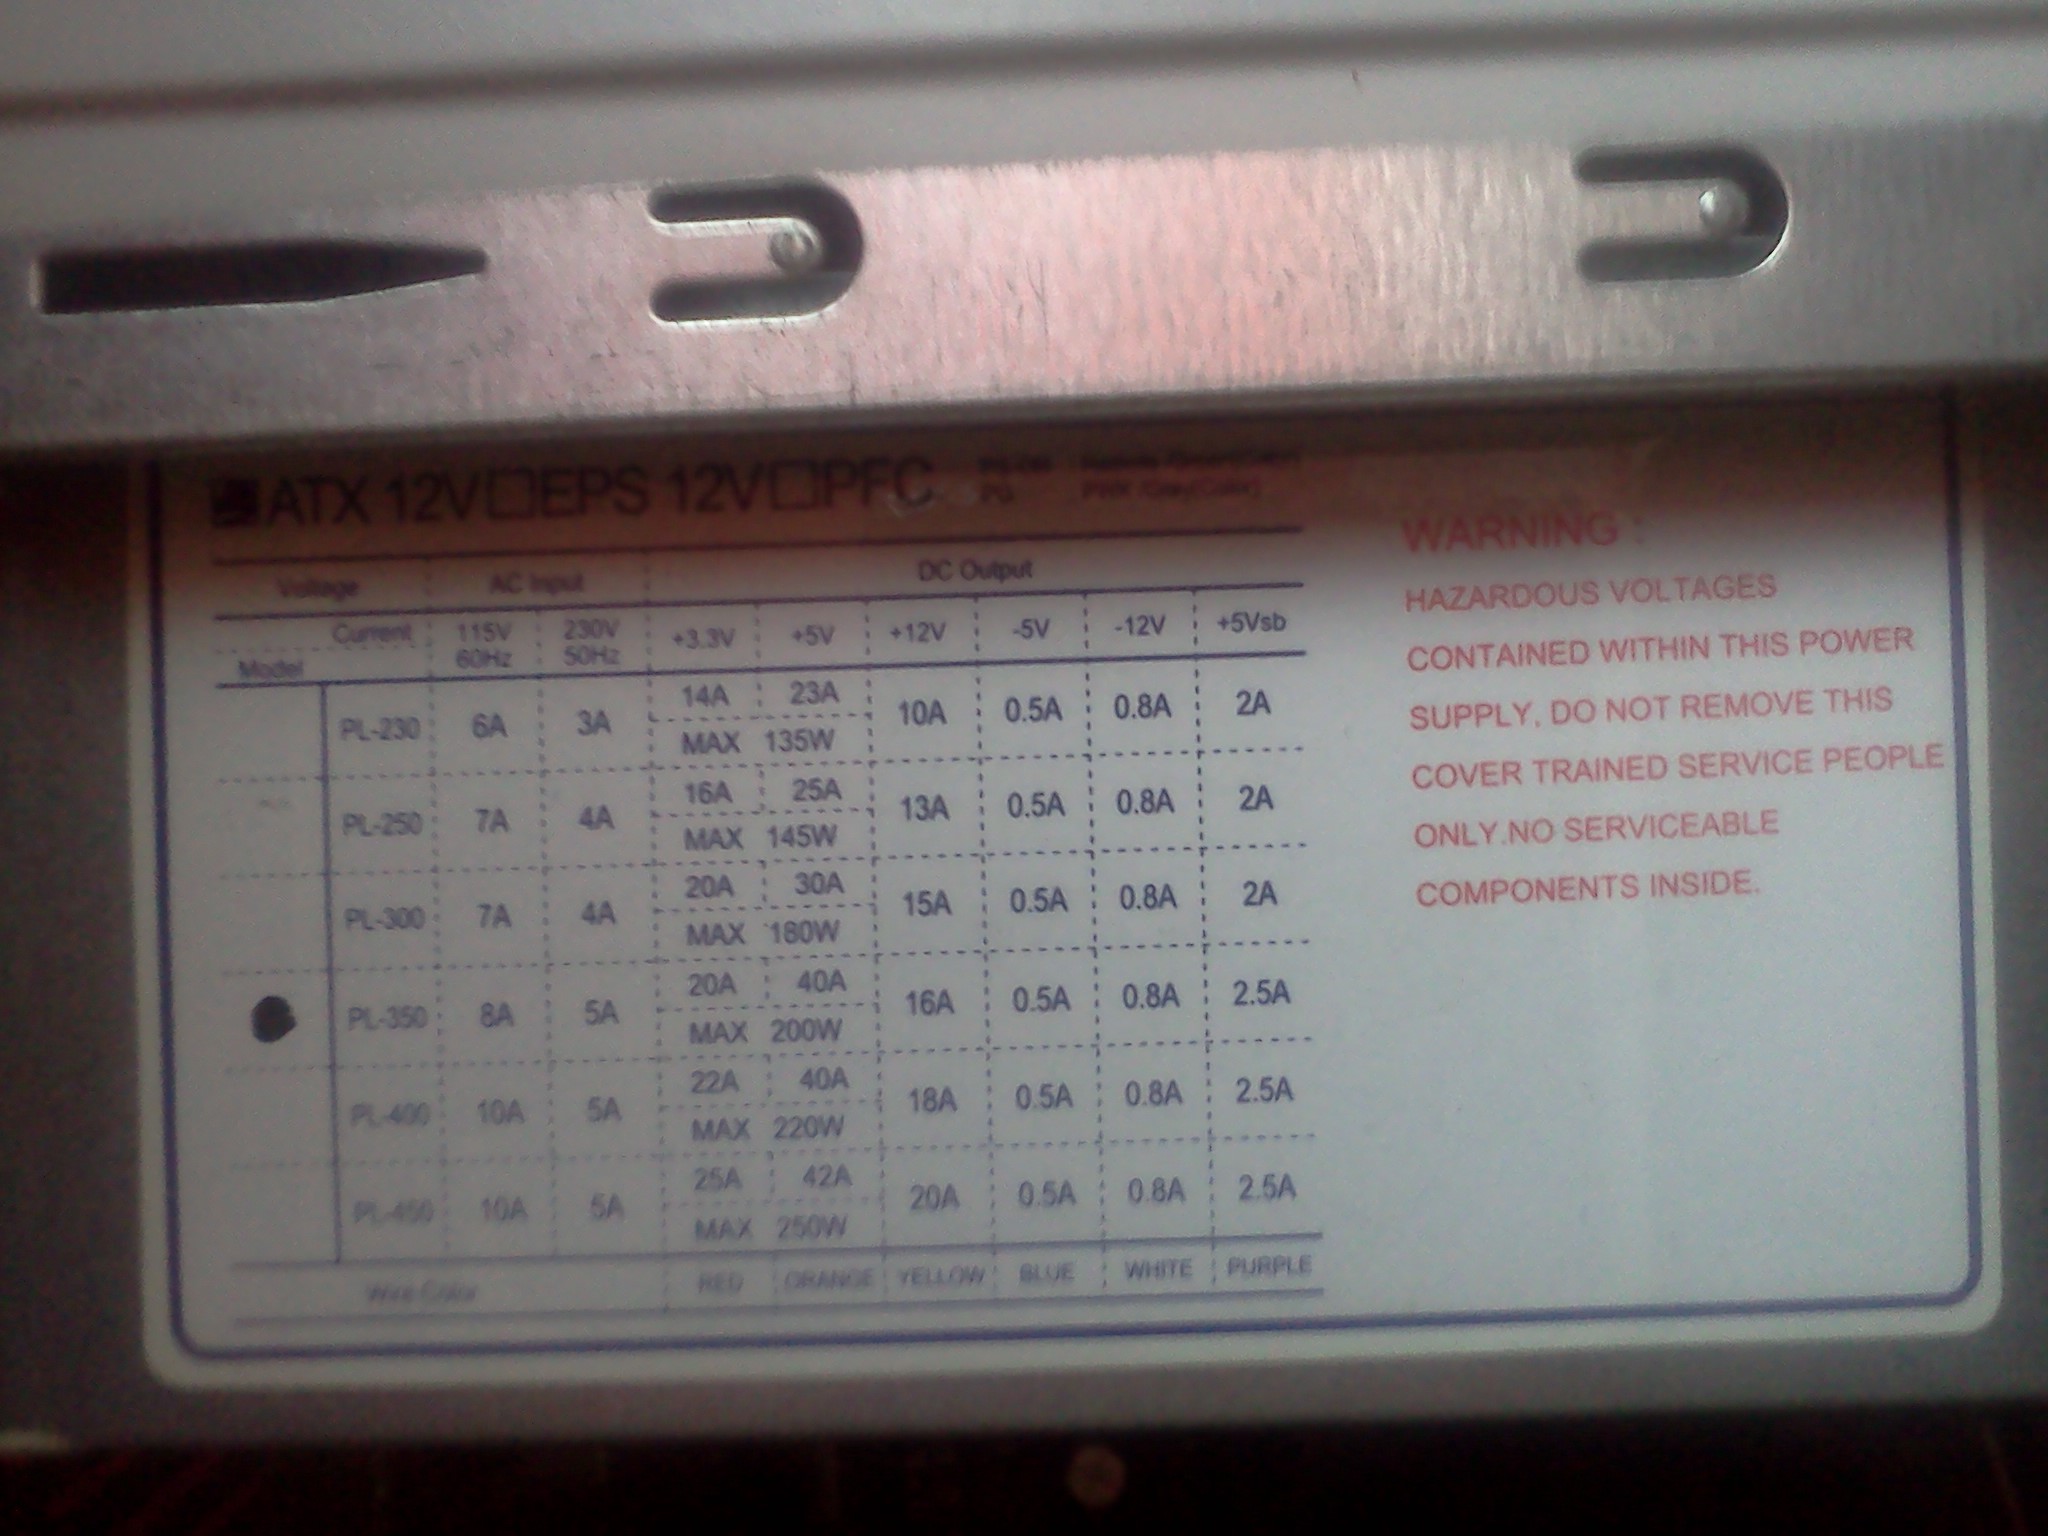 ATX 12V EPS 12V PFC
Voltage AC Input DC Output
Current 115V 230V +3.3V +5V +12V -5V -12V +5Vsb
Model 60Hz 50Hz
14A 23A
PL-230 6A 3A 10A 0.5A 0.8A 2A
MAX 135W
16A 25A
PL-250 7A 4A 13A 0.5A 0.8A 2A
MAX 145W
20A 30A
PL-300 7A 4A 15A 0.5A 0.8A 2A
MAX 180W
20A 40A
PL-350 8A 5A 16A 0.5A 0.8A 2.5A
MAX 200W
22A 40A
PL-400 10A 5A 18A 0.5A 0.8A 2.5A
MAX 220W
25A 42A
PL-450 10A 5A 20A 0.5A 0.8A 2.5A
MAX 250W
Wire Color RED ORANGE YELLOW BLUE WHITE PURPLE
WARNING :
HAZARDOUS VOLTAGES
CONTAINED WITHIN THIS POWER
SUPPLY, DO NOT REMOVE THIS
COVER TRAINED SERVICE PEOPLE
ONLY.NO SERVICEABLE
COMPONENTS INSIDE.